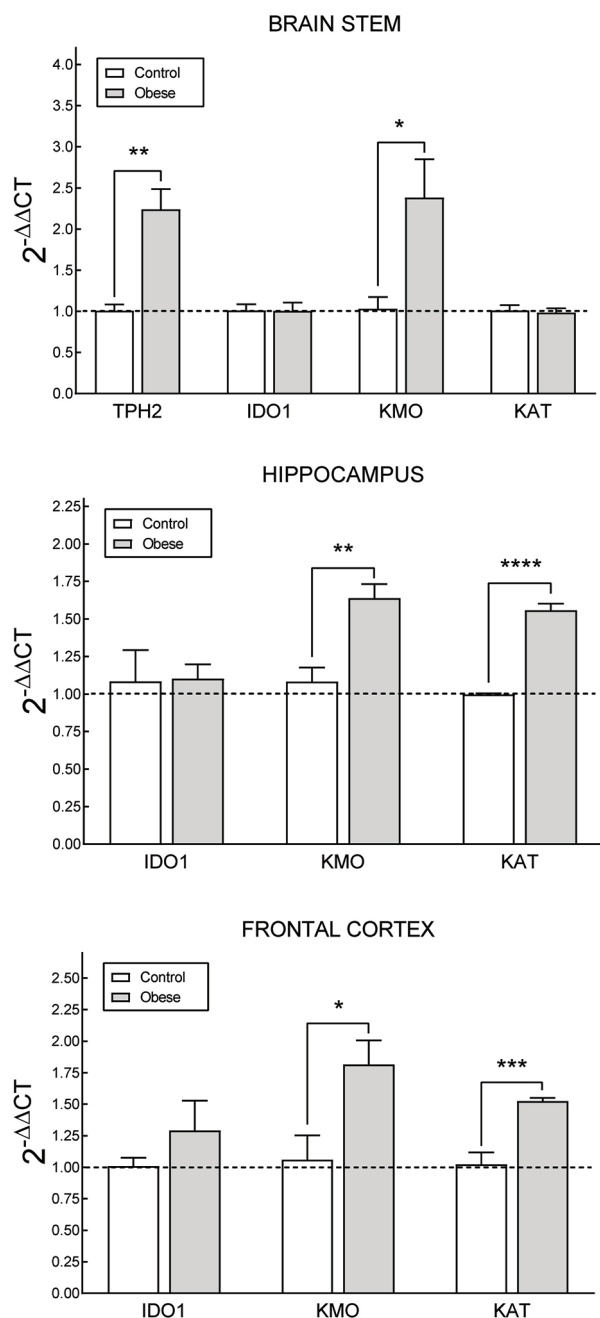 BRAIN STEM
4.0
3.5
3.0
2.5
2.0
1.5
1.0
0.5
0.0
2-ΔΔCT
Control
Obese
**
*
TPH2 IDO1 KMO KAT
HIPPOCAMPUS
2.25
2.00
1.75
1.50
1.25
1.00
0.75
0.50
0.25
0.00
2-ΔΔCT
Control
Obese
**
****
IDO1 KMO KAT
FRONTAL CORTEX
2.50
2.25
2.00
1.75
1.50
1.25
1.00
0.75
0.50
0.25
0.00
2-ΔΔCT
Control
Obese
*
***
IDO1 KMO KAT